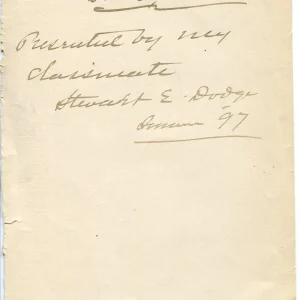 Presented by my
classmate
Stewart E. Dodge
'97